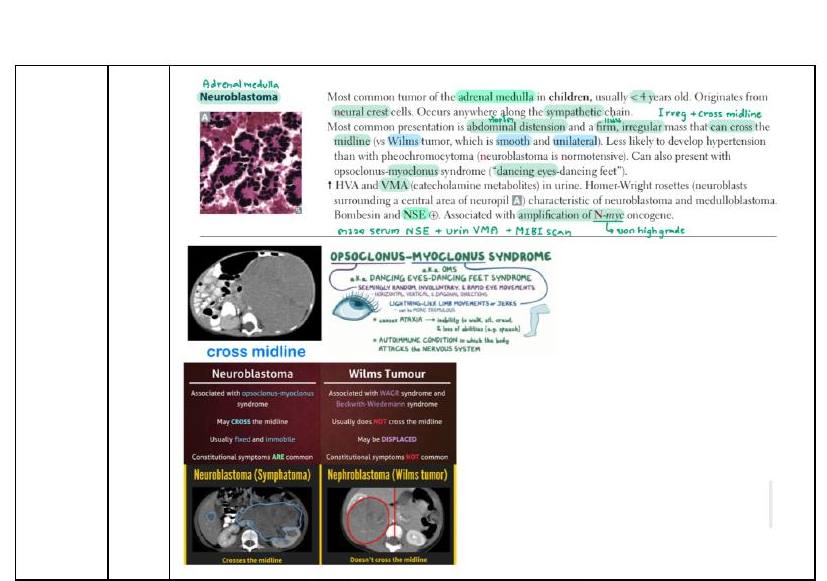 Adrenal medulla
Neuroblastoma
A
Most common tumor of the adrenal medulla in children, usually < 4 years old. Originates from
neural crest cells. Occurs anywhere along the sympathetic chain.
Irreg + cross midline
Most common presentation is abdominal distension and a firm, irregular mass that can cross the
midline (vs Wilms tumor, which is smooth and unilateral). Less likely to develop hypertension
than with pheochromocytoma (neuroblastoma is normotensive). Can also present with
opsoclonus-myoclonus syndrome (“dancing eyes-dancing feet”).
↑ HVA and VMA (catecholamine metabolites) in urine. Homer-Wright rosettes (neuroblasts
surrounding a central area of neuropil A) characteristic of neuroblastoma and medulloblastoma.
Bombesin and NSE ⊕. Associated with amplification of N-myc oncogene.
serum NSE + urin VMA + MIBI scan
high grade
OPSOCLONUS-MYOCLONUS SYNDROME
a.k.a OMS
a.k.a DANCING EYES-DANCING FEET SYNDROME
SEEMINGLY RANDOM, INVOLUNTARY, & RAPID EYE MOVEMENTS
HORIZONTAL, VERTICAL, & DIAGONAL DIRECTIONS
LIGHTNING-LIKE LIMB MOVEMENTS or JERKS
can be MORE TREMULOUS
* causes ATAXIA → inability to walk, sit, crawl,
& loss of abilities (e.g. speech)
* AUTOIMMUNE CONDITION in which the body
ATTACKS the NERVOUS SYSTEM
cross midline
Neuroblastoma
Associated with opsoclonus-myoclonus
syndrome
May CROSS the midline
Usually fixed and immobile
Constitutional symptoms ARE common
Wilms Tumour
Associated with WAGR syndrome and
Beckwith-Wiedemann syndrome
Usually does NOT cross the midline
May be DISPLACED
Constitutional symptoms NOT common
Neuroblastoma (Symphatoma)
Crosses the midline
Nephroblastoma (Wilms tumor)
Doesn't cross the midline